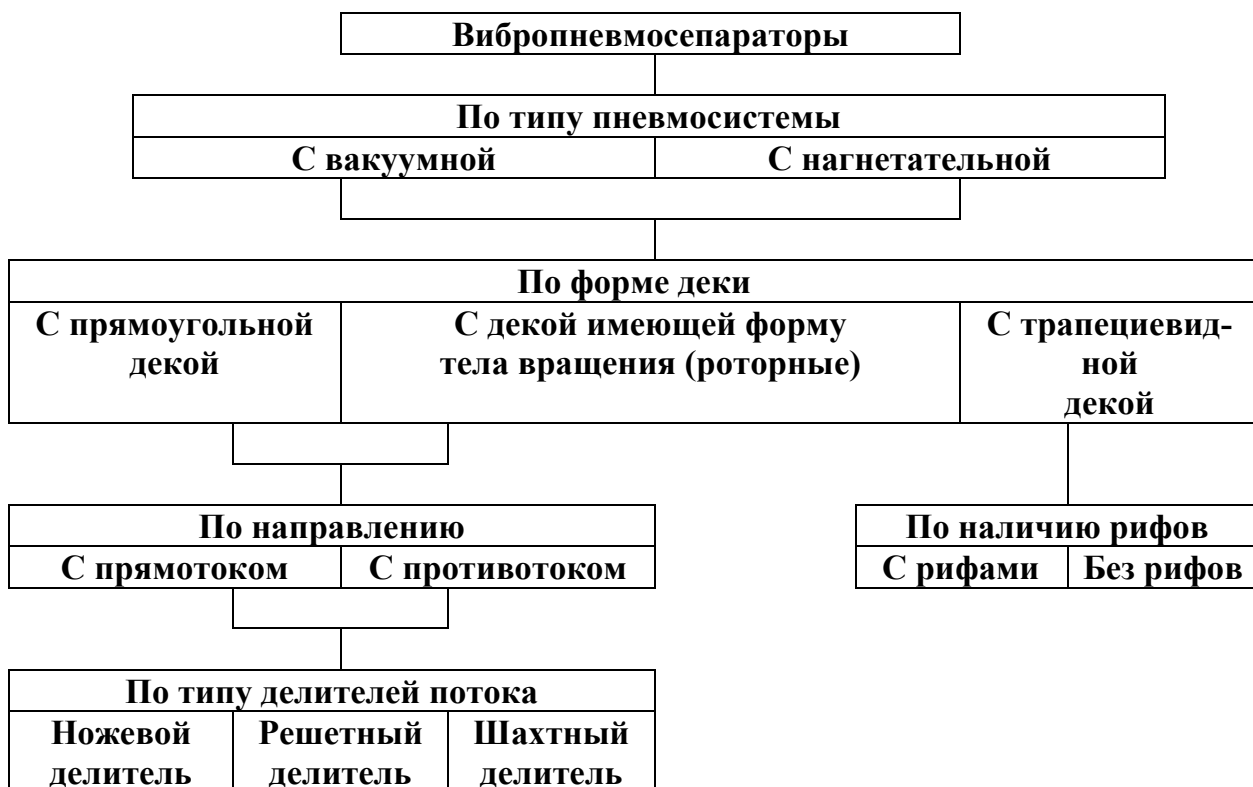 Вибропневмосепараторы
По типу пневмосистемы
С вакуумной
С нагнетательной
По форме деки
С прямоугольной
декой
С декой имеющей форму
тела вращения (роторные)
С трапециевид-
ной
декой
По направлению
С прямотоком
С противотоком
По наличию рифов
С рифами
Без рифов
По типу делителей потока
Ножевой
делитель
Решетный
делитель
Шахтный
делитель